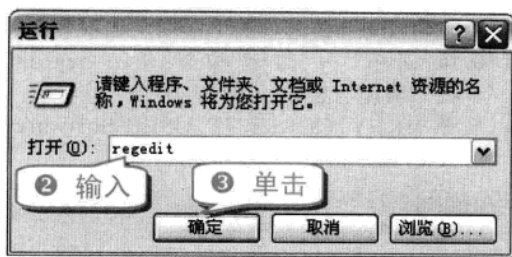 运行
请键入程序、文件夹、文档或 Internet 资源的名
称，Windows 将为您打开它。
打开(O): regedit
❷ 输入
❸ 单击
确定 取消 浏览(B)...